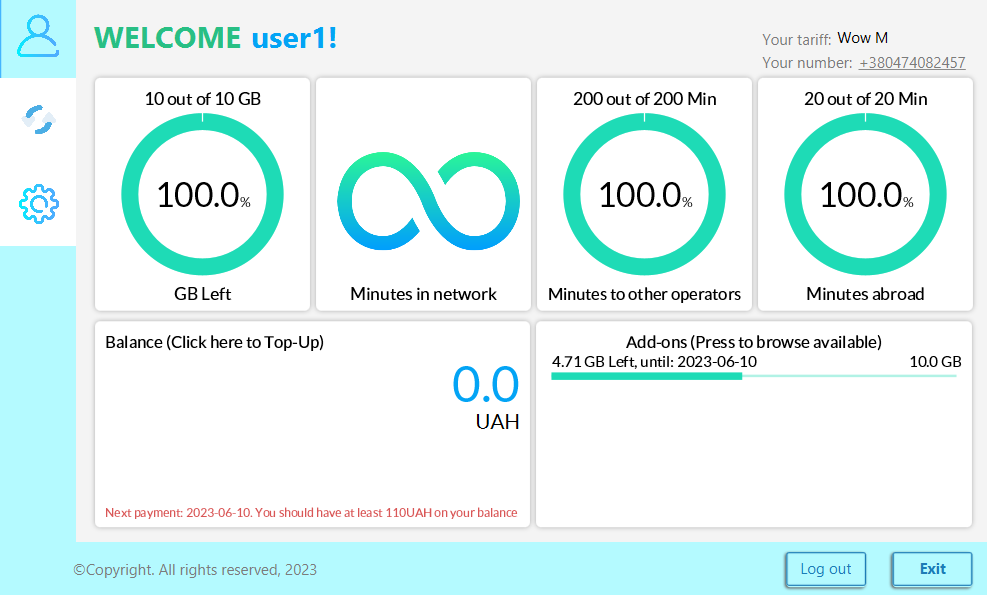 WELCOME user1!
Your tariff: Wow M
Your number: +380474082457
10 out of 10 GB
100.0%
GB Left
Minutes in network
200 out of 200 Min
100.0%
Minutes to other operators
20 out of 20 Min
100.0%
Minutes abroad
Balance (Click here to Top-Up)
0.0
UAH
Next payment: 2023-06-10. You should have at least 110UAH on your balance
Add-ons (Press to browse available)
4.71 GB Left, until: 2023-06-10 10.0 GB
©Copyright. All rights reserved, 2023
Log out
Exit